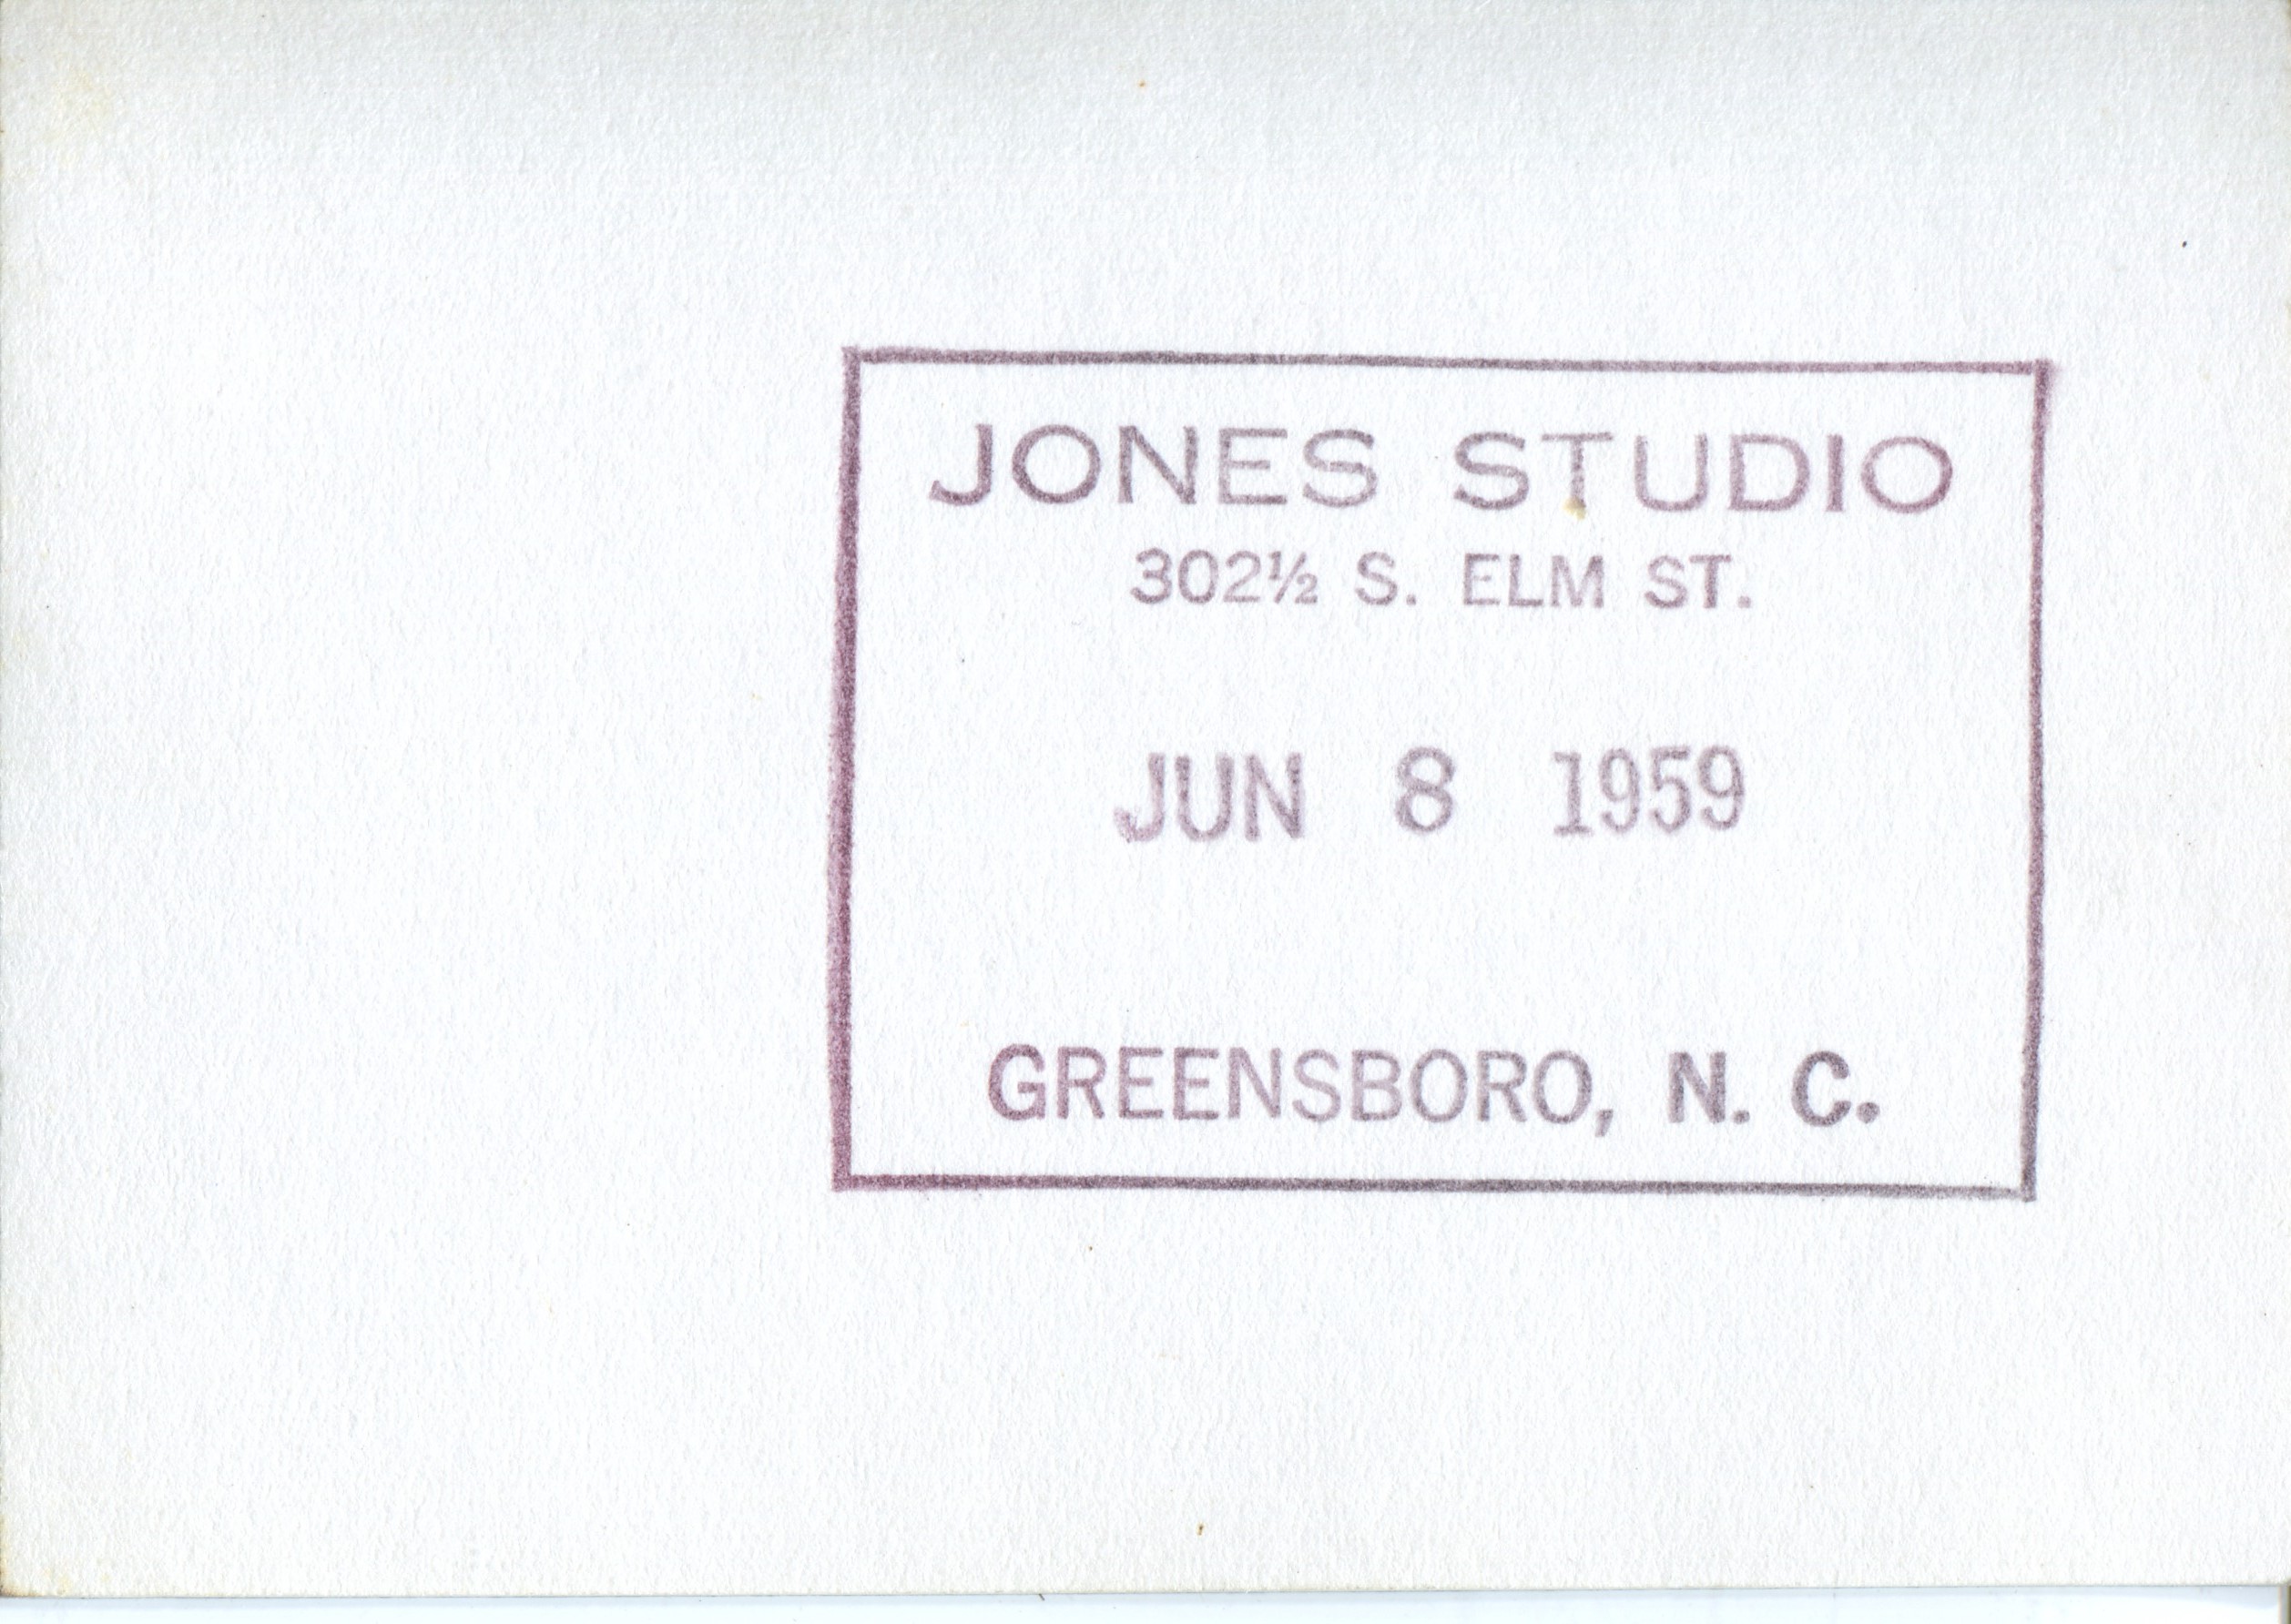 JONES STUDIO
302½ S. ELM ST.
JUN 8 1959
GREENSBORO, N. C.